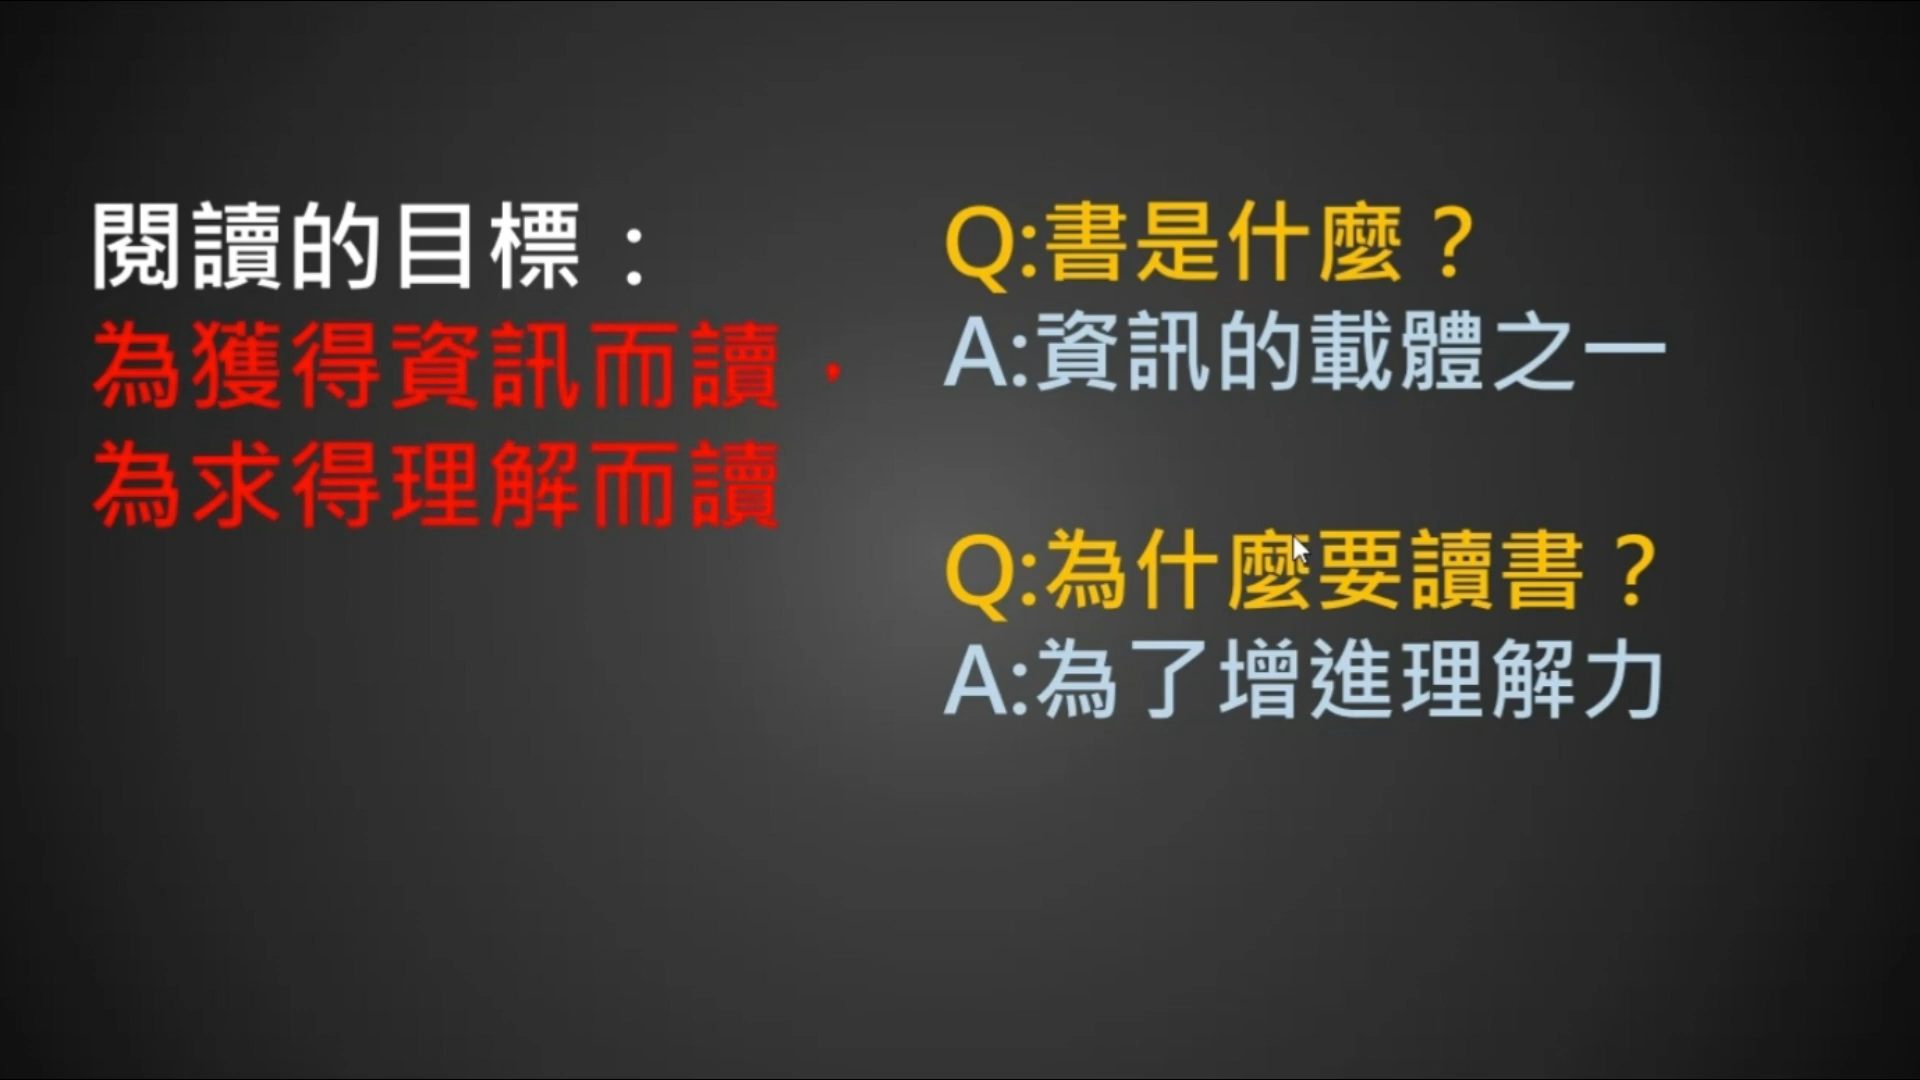 閱讀的目標：
為獲得資訊而讀，
為求得理解而讀
Q:書是什麼？
A:資訊的載體之一
Q:為什麼要讀書？
A:為了增進理解力